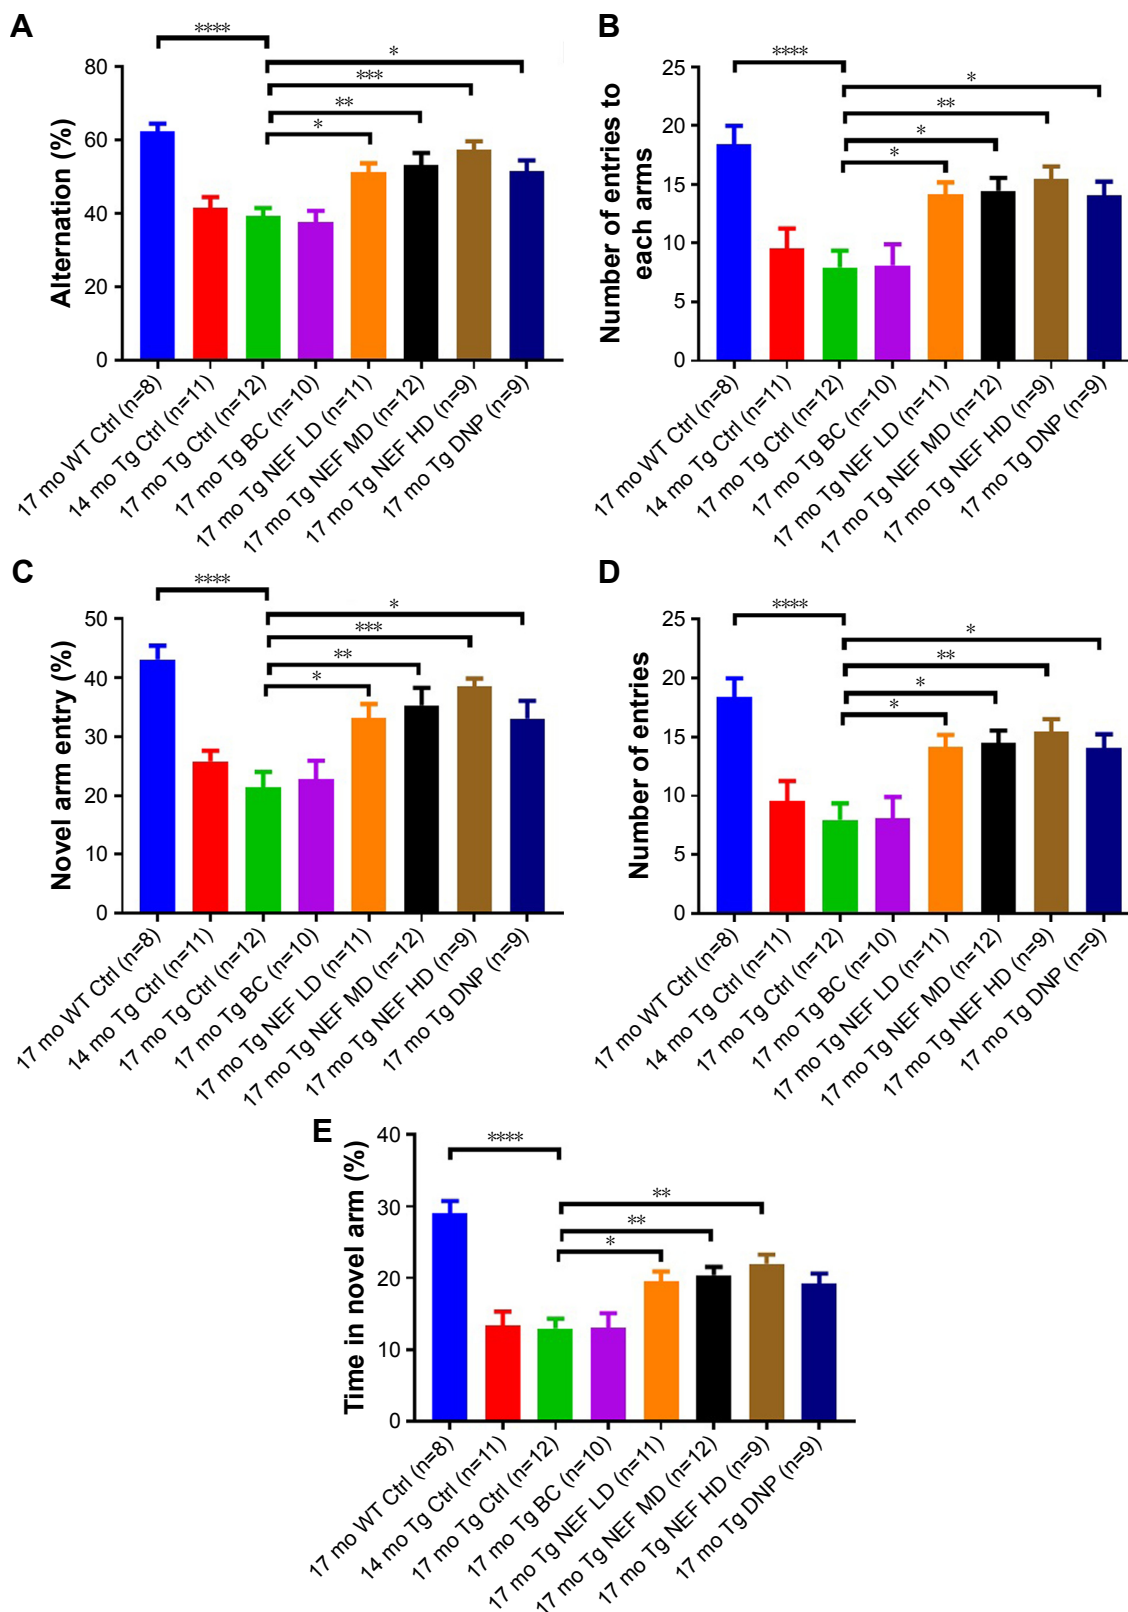 A
****
*
***
**
*
Alternation (%)
80
60
40
20
0
17 mo WT Ctrl (n=8)
14 mo Tg Ctrl (n=11)
17 mo Tg Ctrl (n=12)
17 mo Tg BC (n=10)
17 mo Tg NEF LD (n=11)
17 mo Tg NEF MD (n=12)
17 mo Tg NEF HD (n=9)
17 mo Tg DNP (n=9)
B
****
*
**
*
*
Number of entries to
each arms
25
20
15
10
5
0
17 mo WT Ctrl (n=8)
14 mo Tg Ctrl (n=11)
17 mo Tg Ctrl (n=12)
17 mo Tg BC (n=10)
17 mo Tg NEF LD (n=11)
17 mo Tg NEF MD (n=12)
17 mo Tg NEF HD (n=9)
17 mo Tg DNP (n=9)
C
****
*
***
**
*
Novel arm entry (%)
50
40
30
20
10
0
17 mo WT Ctrl (n=8)
14 mo Tg Ctrl (n=11)
17 mo Tg Ctrl (n=12)
17 mo Tg BC (n=10)
17 mo Tg NEF LD (n=11)
17 mo Tg NEF MD (n=12)
17 mo Tg NEF HD (n=9)
17 mo Tg DNP (n=9)
D
****
*
**
*
*
Number of entries
25
20
15
10
5
0
17 mo WT Ctrl (n=8)
14 mo Tg Ctrl (n=11)
17 mo Tg Ctrl (n=12)
17 mo Tg BC (n=10)
17 mo Tg NEF LD (n=11)
17 mo Tg NEF MD (n=12)
17 mo Tg NEF HD (n=9)
17 mo Tg DNP (n=9)
E
****
**
**
*
Time in novel arm (%)
40
30
20
10
0
17 mo WT Ctrl (n=8)
14 mo Tg Ctrl (n=11)
17 mo Tg Ctrl (n=12)
17 mo Tg BC (n=10)
17 mo Tg NEF LD (n=11)
17 mo Tg NEF MD (n=12)
17 mo Tg NEF HD (n=9)
17 mo Tg DNP (n=9)